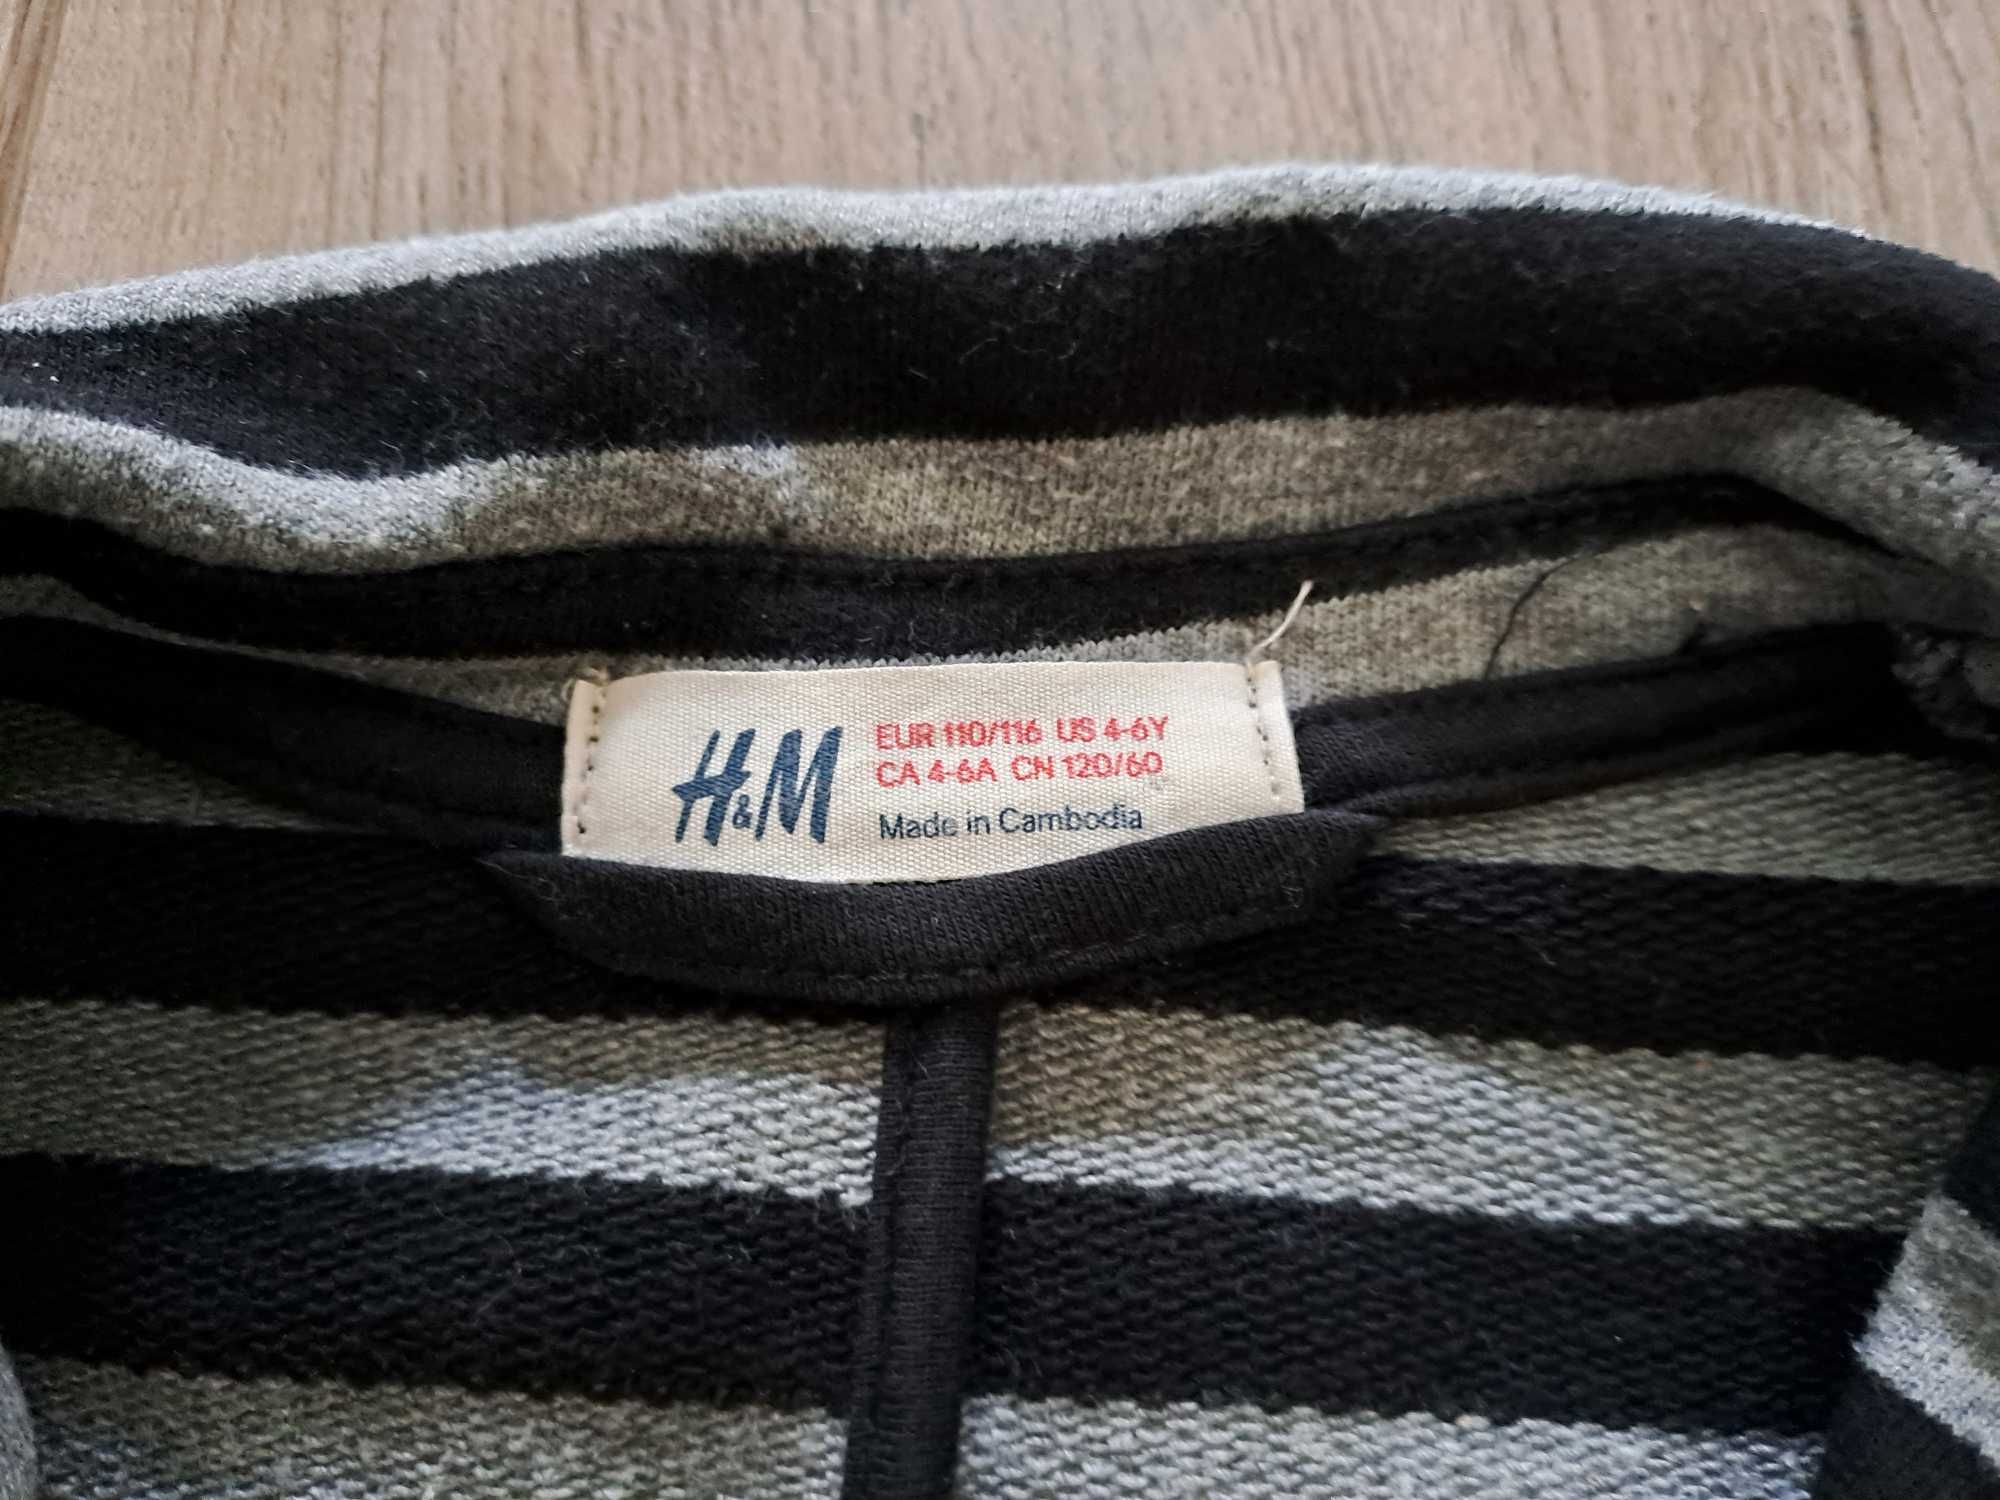 H&M
EUR 110/116 US 4-6Y
CA 4-6A CN 120/60
Made in Cambodia